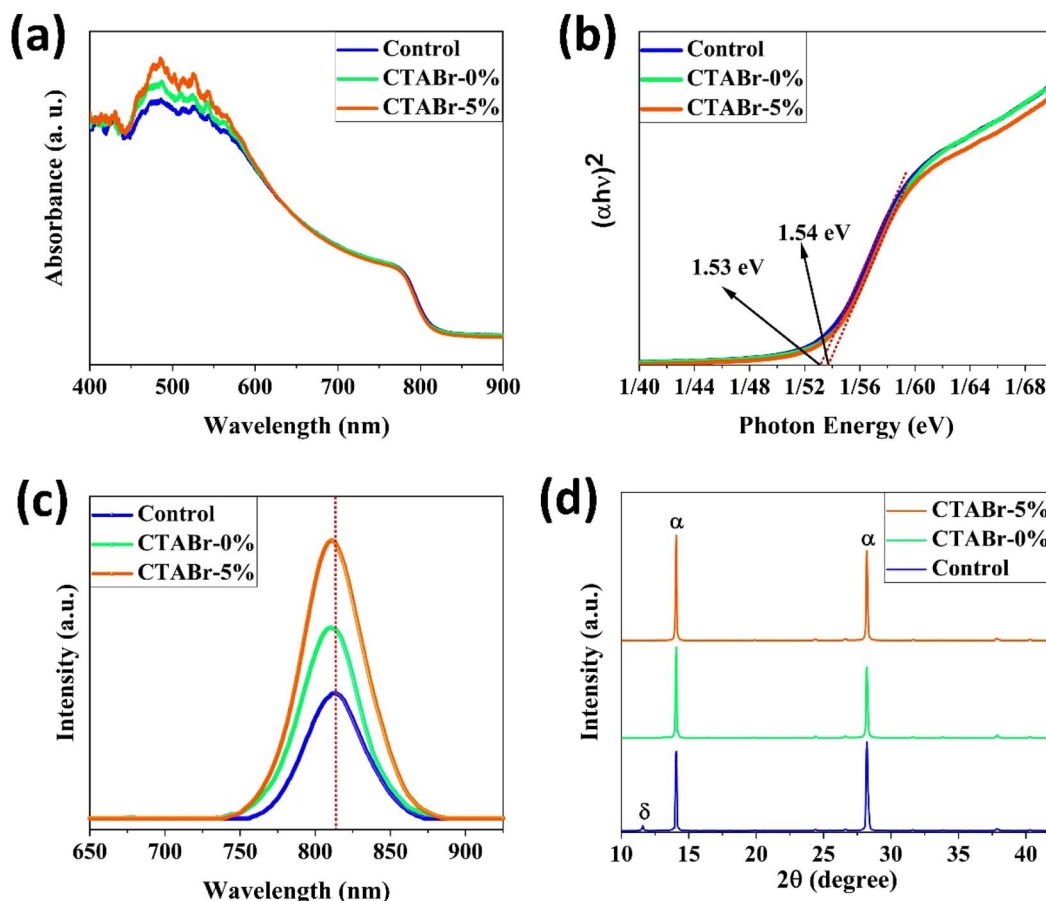 (a)
Control
CTABr-0%
CTABr-5%
Absorbance (a. u.)
400 500 600 700 800 900
Wavelength (nm)
(b)
Control
CTABr-0%
CTABr-5%
(αhν)²
1.54 eV
1.53 eV
1/40 1/44 1/48 1/52 1/56 1/60 1/64 1/68
Photon Energy (eV)
(c)
Control
CTABr-0%
CTABr-5%
Intensity (a.u.)
650 700 750 800 850 900
Wavelength (nm)
(d)
CTABr-5%
CTABr-0%
Control
α
α
δ
Intensity (a.u.)
10 15 20 25 30 35 40
2θ (degree)